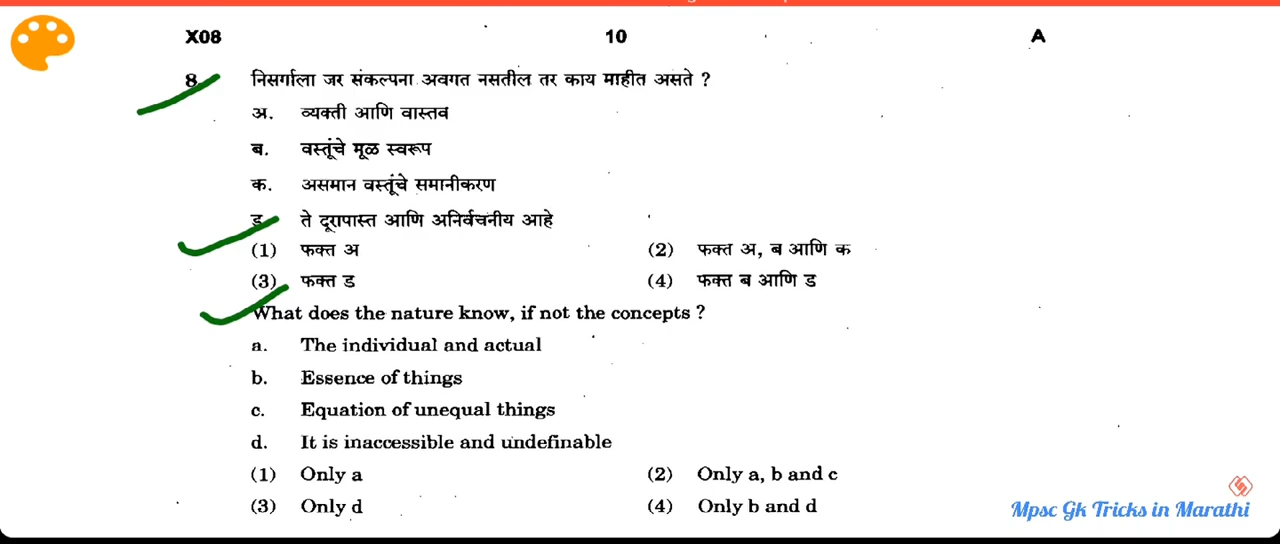 X08 10 A
8. निसर्गाला जर संकल्पना अवगत नसतील तर काय माहीत असते ?
अ. व्यक्ती आणि वास्तव
ब. वस्तूंचे मूळ स्वरूप
क. असमान वस्तूंचे समानीकरण
ड. ते दूरापास्त आणि अनिर्वचनीय आहे
(1) फक्त अ (2) फक्त अ, ब आणि क
(3) फक्त ड (4) फक्त ब आणि ड
What does the nature know, if not the concepts ?
a. The individual and actual
b. Essence of things
c. Equation of unequal things
d. It is inaccessible and undefinable
(1) Only a (2) Only a, b and c
(3) Only d (4) Only b and d
Mpsc Gk Tricks in Marathi